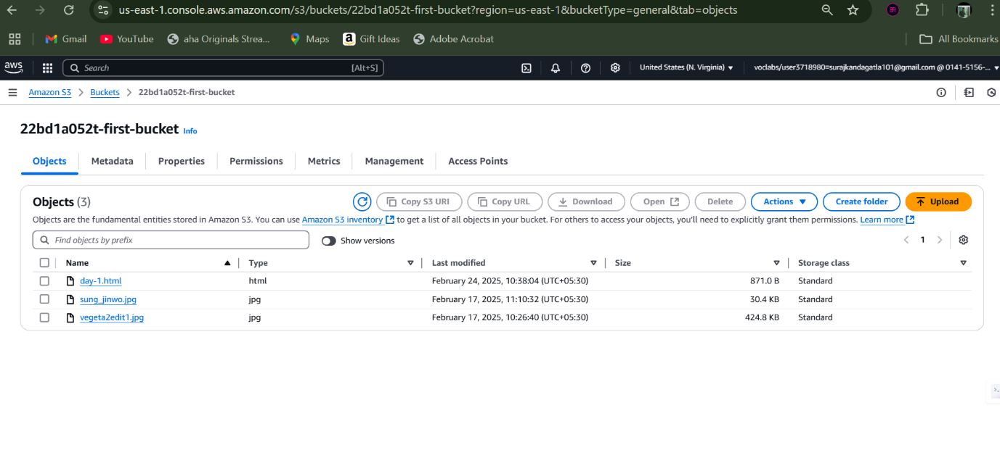 us-east-1.console.aws.amazon.com/s3/buckets/22bd1a052t-first-bucket?region=us-east-1&bucketType=general&tab=objects
Gmail YouTube aha Originals Strea... Maps a Gift Ideas Adobe Acrobat All Bookmarks
aws Search [Alt+S] United States (N. Virginia) voclabs/user3718980=surajkandagatla101@gmail.com @ 0141-5156-...
Amazon S3 > Buckets > 22bd1a052t-first-bucket
22bd1a052t-first-bucket Info
Objects Metadata Properties Permissions Metrics Management Access Points
Objects (3) Copy S3 URI Copy URL Download Open Delete Actions Create folder Upload
Objects are the fundamental entities stored in Amazon S3. You can use Amazon S3 inventory to get a list of all objects in your bucket. For others to access your objects, you'll need to explicitly grant them permissions. Learn more
Find objects by prefix Show versions 1
Name Type Last modified Size Storage class
day-1.html html February 24, 2025, 10:38:04 (UTC+05:30) 871.0 B Standard
sung_jinwo.jpg jpg February 17, 2025, 11:10:32 (UTC+05:30) 30.4 KB Standard
vegeta2edit1.jpg jpg February 17, 2025, 10:26:40 (UTC+05:30) 424.8 KB Standard